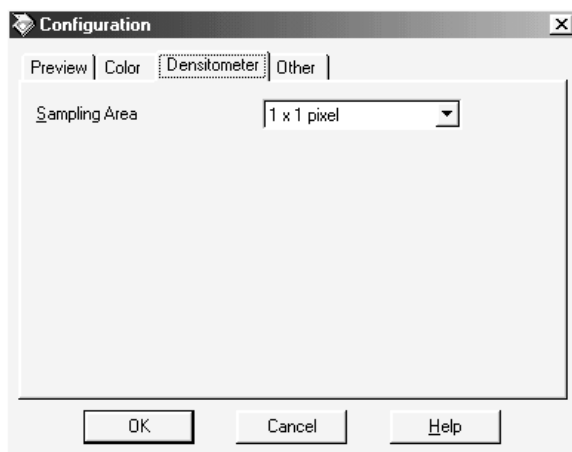 Configuration
Preview Color Densitometer Other
Sampling Area 1 x 1 pixel
OK Cancel Help